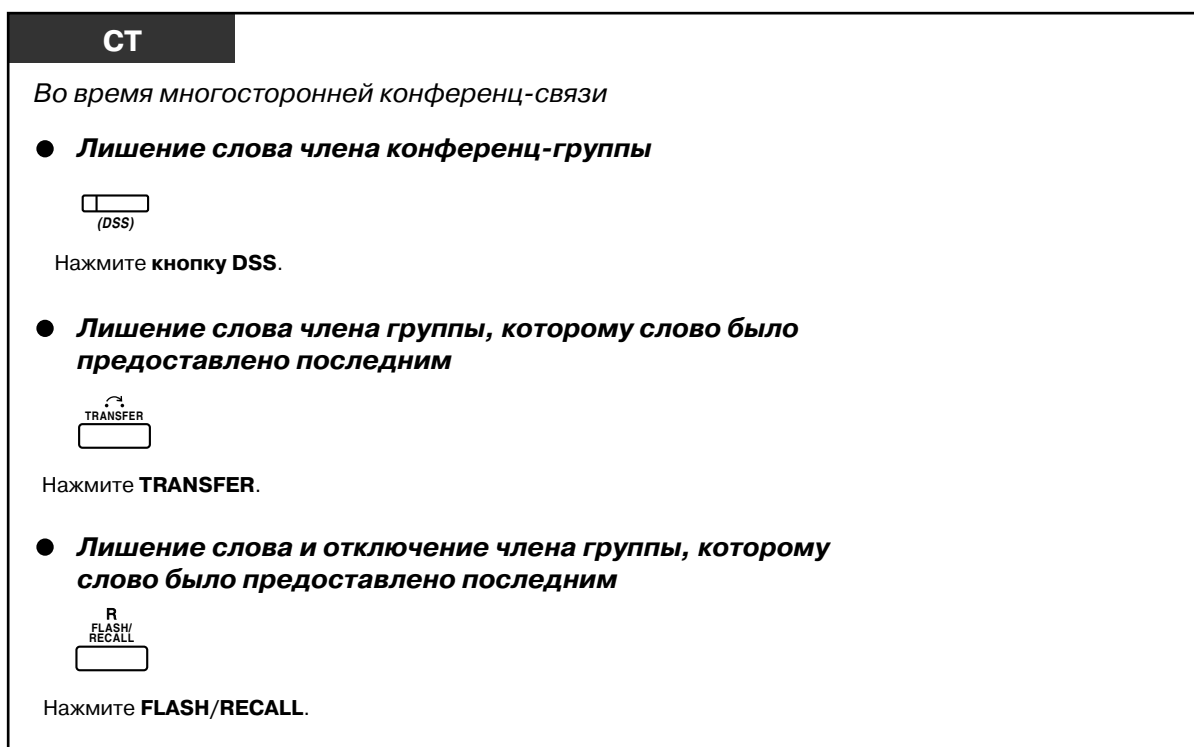 СТ
Во время многосторонней конференц-связи
● Лишение слова члена конференц-группы
(DSS)
Нажмите кнопку DSS.
● Лишение слова члена группы, которому слово было
предоставлено последним
TRANSFER
Нажмите TRANSFER.
● Лишение слова и отключение члена группы, которому
слово было предоставлено последним
R
FLASH/
RECALL
Нажмите FLASH/RECALL.